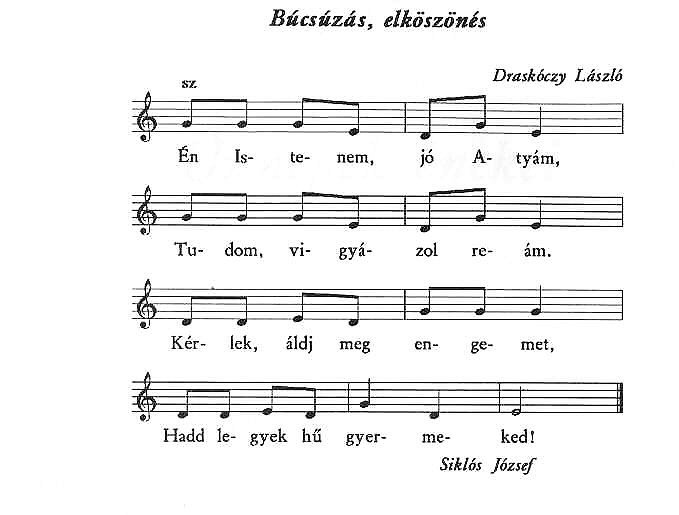 Búcsúzás, elköszönés
Draskóczy László
sz
Én Is- te- nem, jó A- tyám,
Tu- dom, vi- gyá- zol re- ám.
Kér- lek, áldj meg en- ge- met,
Hadd le- gyek hű gyer- me- ked!
Siklós József